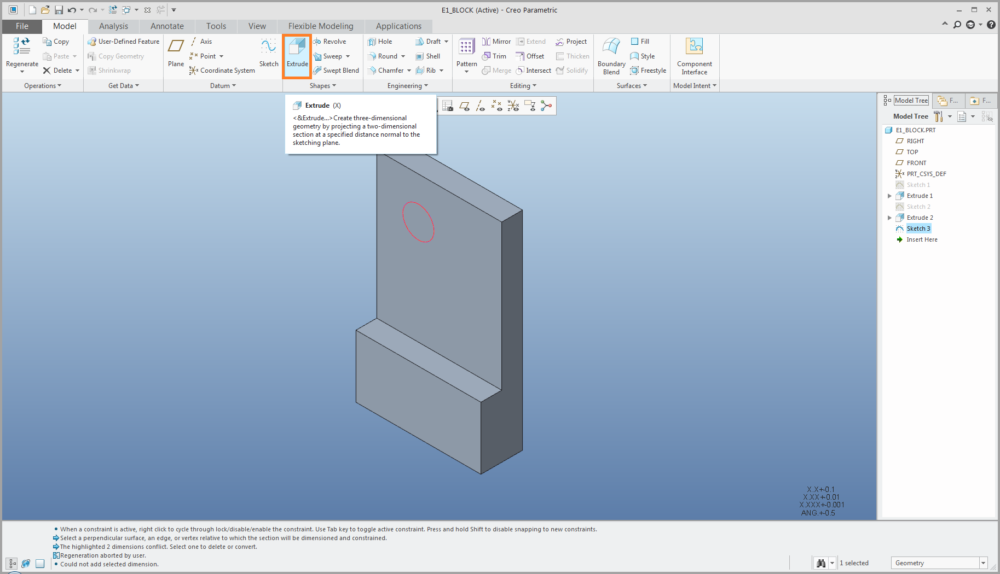 E1_BLOCK (Active) - Creo Parametric
File Model Analysis Annotate Tools View Flexible Modeling Applications
Regenerate
Copy
Paste
Delete
Operations
User-Defined Feature
Copy Geometry
Shrinkwrap
Get Data
Plane
Axis
Point
Coordinate System
Sketch
Datum
Extrude
Revolve
Sweep
Swept Blend
Shapes
Hole
Round
Chamfer
Draft
Shell
Rib
Engineering
Pattern
Mirror
Trim
Merge
Extend
Offset
Intersect
Project
Thicken
Solidify
Editing
Boundary
Blend
Fill
Style
Freestyle
Surfaces
Component
Interface
Model Intent
Extrude (X)
<&Extrude...>Create three-dimensional
geometry by projecting a two-dimensional
section at a specified distance normal to the
sketching plane.
Model Tree F... F...
Model Tree
E1_BLOCK.PRT
RIGHT
TOP
FRONT
PRT_CSYS_DEF
Sketch 1
Extrude 1
Sketch 2
Extrude 2
Sketch 3
Insert Here
X.X+-0.1
X.XX+-0.01
X.XXX+-0.001
ANG.+-0.5
• When a constraint is active, right click to cycle through lock/disable/enable the constraint. Use Tab key to toggle active constraint. Press and hold Shift to disable snapping to new constraints.
Select a perpendicular surface, an edge, or vertex relative to which the section will be dimensioned and constrained.
The highlighted 2 dimensions conflict. Select one to delete or convert.
Regeneration aborted by user.
• Could not add selected dimension.
1 selected
Geometry